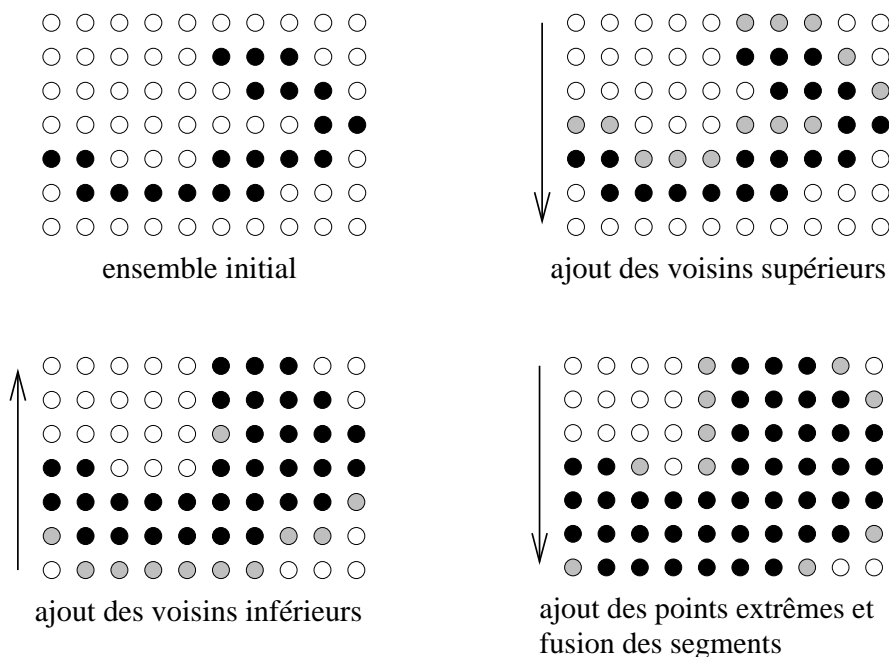 ensemble initial
ajout des voisins supérieurs
ajout des voisins inférieurs
ajout des points extrêmes et
fusion des segments